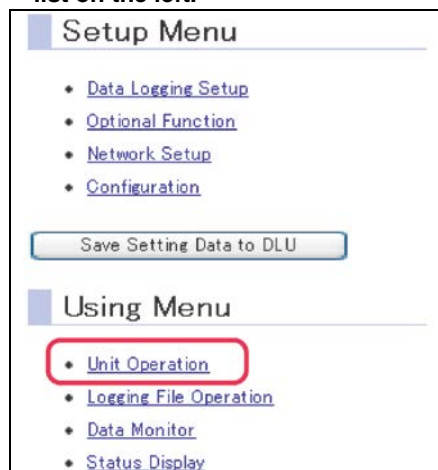 list on the left.
Setup Menu
• Data Logging Setup
• Optional Function
• Network Setup
• Configuration
Save Setting Data to DLU
Using Menu
• Unit Operation
• Logging File Operation
• Data Monitor
• Status Display